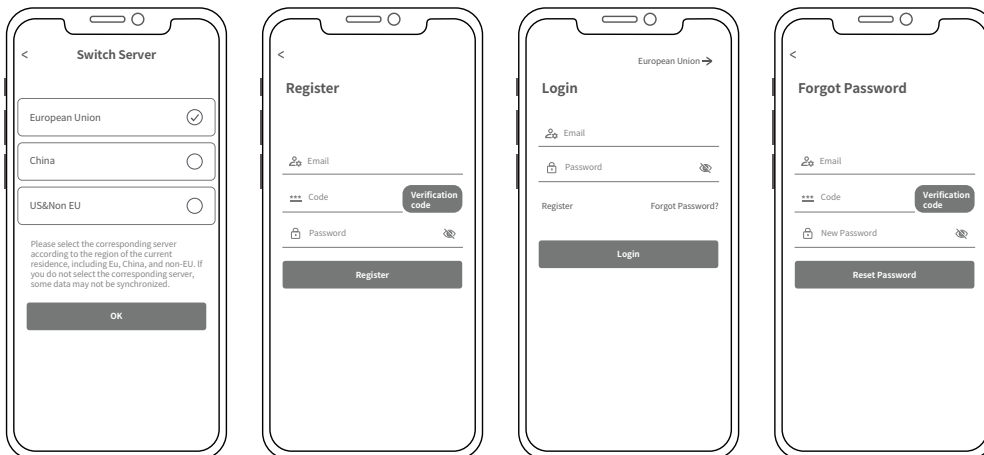 < Switch Server
European Union
China
US&Non EU
Please select the corresponding server
according to the region of the current
residence, including Eu, China, and non-EU. If
you do not select the corresponding server,
some data may not be synchronized.
OK
<
Register
Email
*** Code
Verification
code
Password
Register
European Union →
Login
Email
Password
Register Forgot Password?
Login
<
Forgot Password
Email
*** Code
Verification
code
New Password
Reset Password